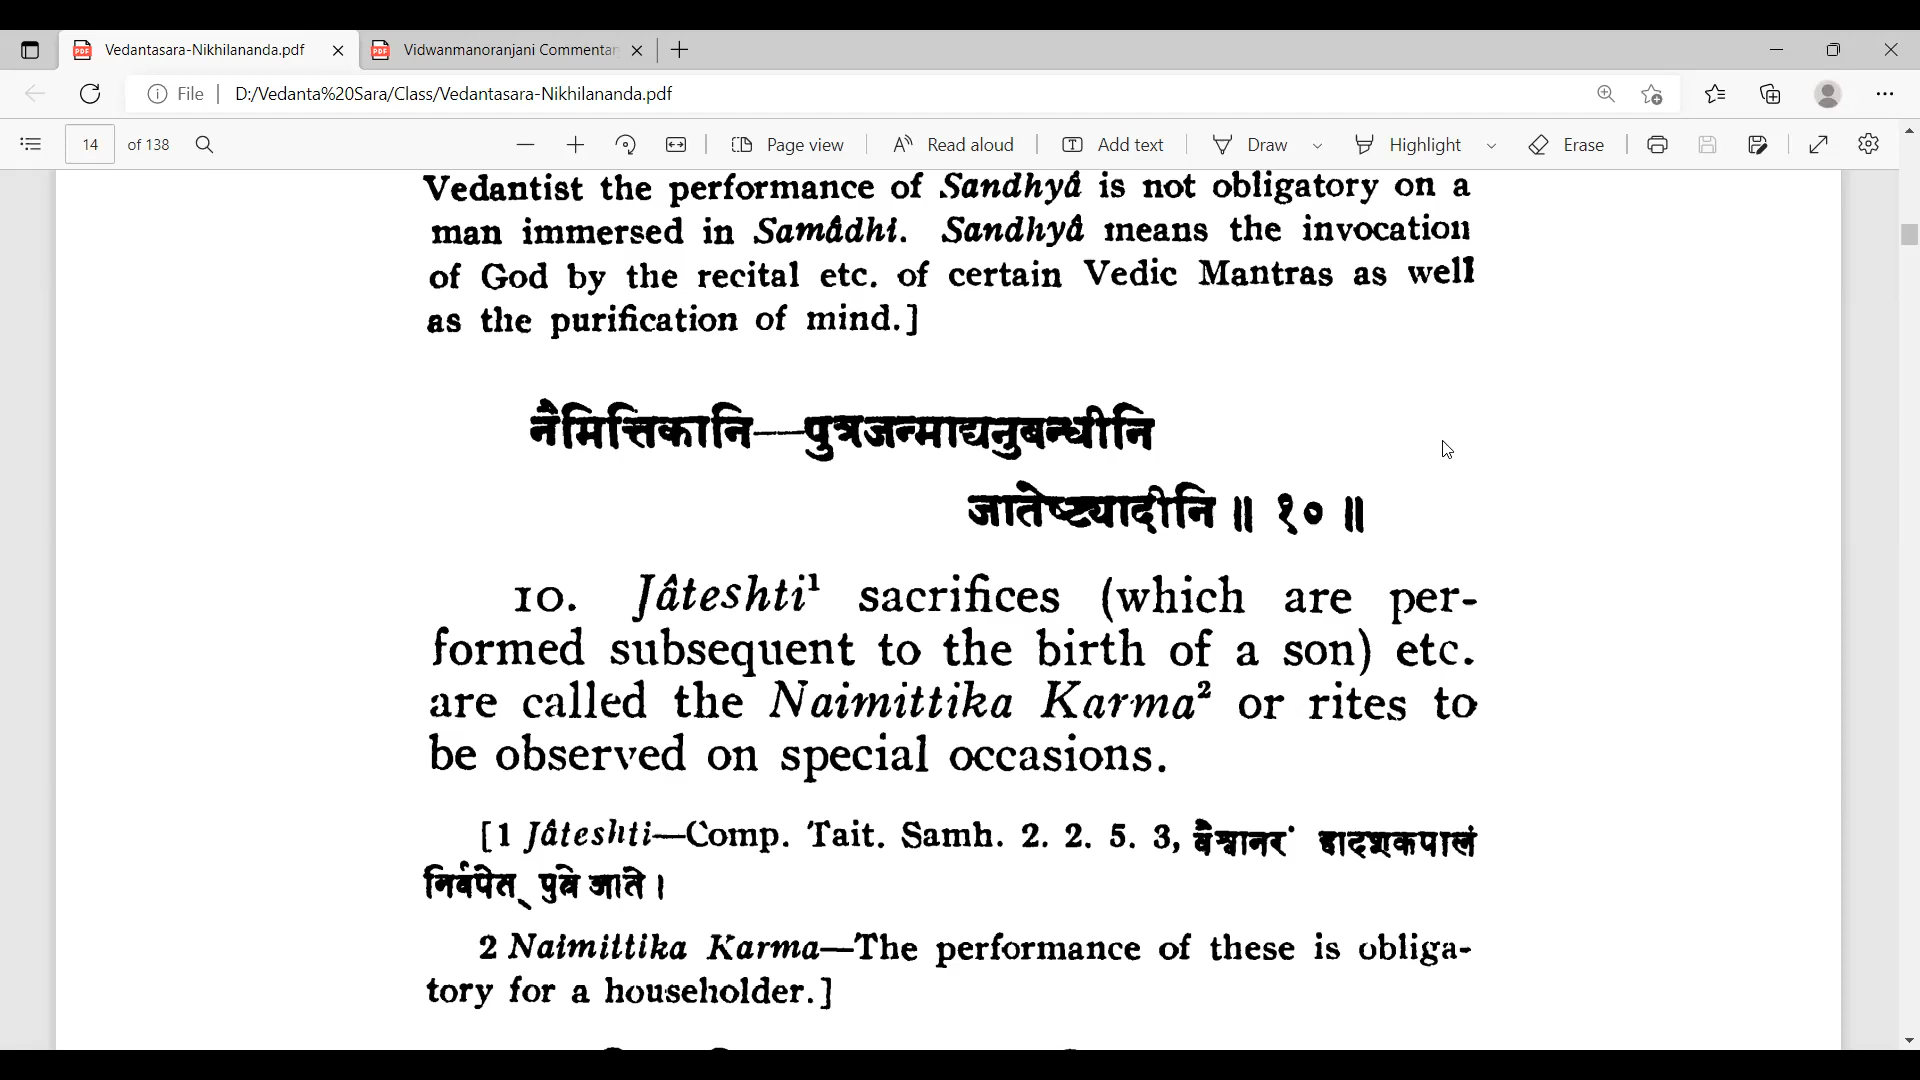 Vedantasara-Nikhilananda.pdf
Vidwanmanoranjani Commentar
File
D:/Vedanta%20Sara/Class/Vedantasara-Nikhilananda.pdf
14 of 138
Page view
Read aloud
Add text
Draw
Highlight
Erase
Vedantist the performance of Sandhyâ is not obligatory on a
man immersed in Samâdhi. Sandhyâ means the invocation
of God by the recital etc. of certain Vedic Mantras as well
as the purification of mind.]
नैमित्तिकानि—पुत्रजन्माद्यनुबन्धीनि
जातेष्ट्यादीनि ॥ १० ॥
10. Jâteshti¹ sacrifices (which are per-
formed subsequent to the birth of a son) etc.
are called the Naimittika Karma² or rites to
be observed on special occasions.
[1 Jâteshti—Comp. Tait. Samh. 2. 2. 5. 3, वैश्वानरं द्वादशकपालं
निर्वपेत् पुत्रे जाते ।
2 Naimittika Karma—The performance of these is obliga-
tory for a householder.]